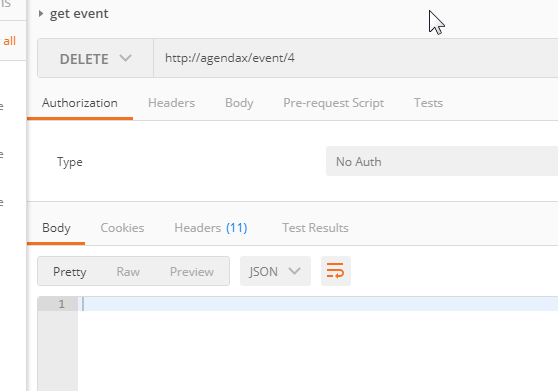 ns
get event
all
DELETE http://agendax/event/4
Authorization Headers Body Pre-request Script Tests
e
Type No Auth
e
e
Body Cookies Headers (11) Test Results
Pretty Raw Preview JSON
1